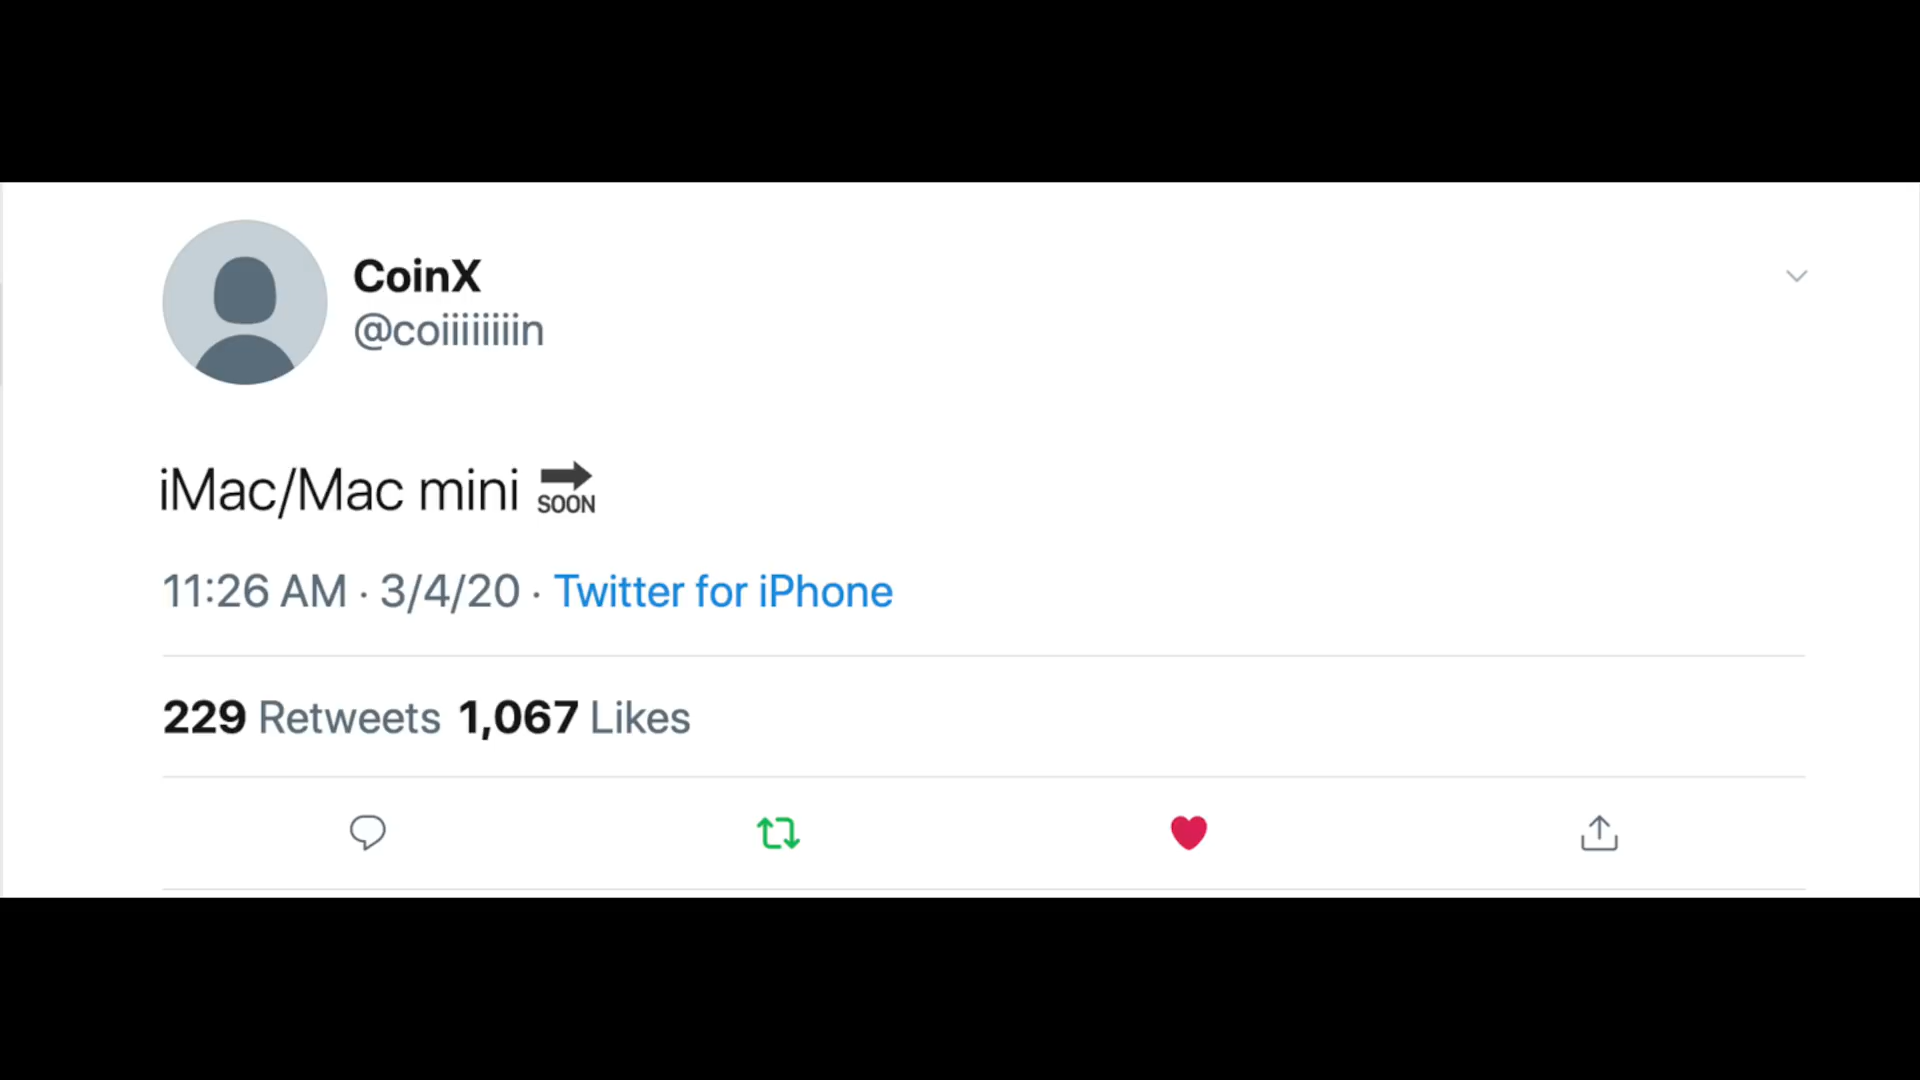 CoinX
@coiiiiiiiin
iMac/Mac mini 🔜
11:26 AM · 3/4/20 · Twitter for iPhone
229 Retweets 1,067 Likes